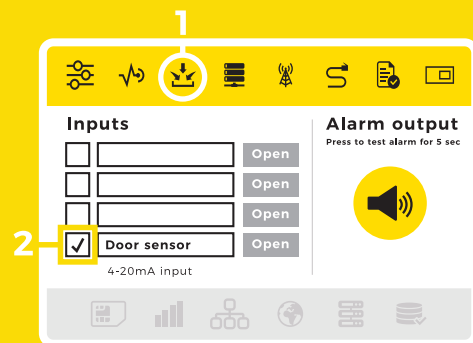 1
Inputs
Alarm output
Press to test alarm for 5 sec
Open
Open
Open
2
Door sensor
Open
4-20mA input